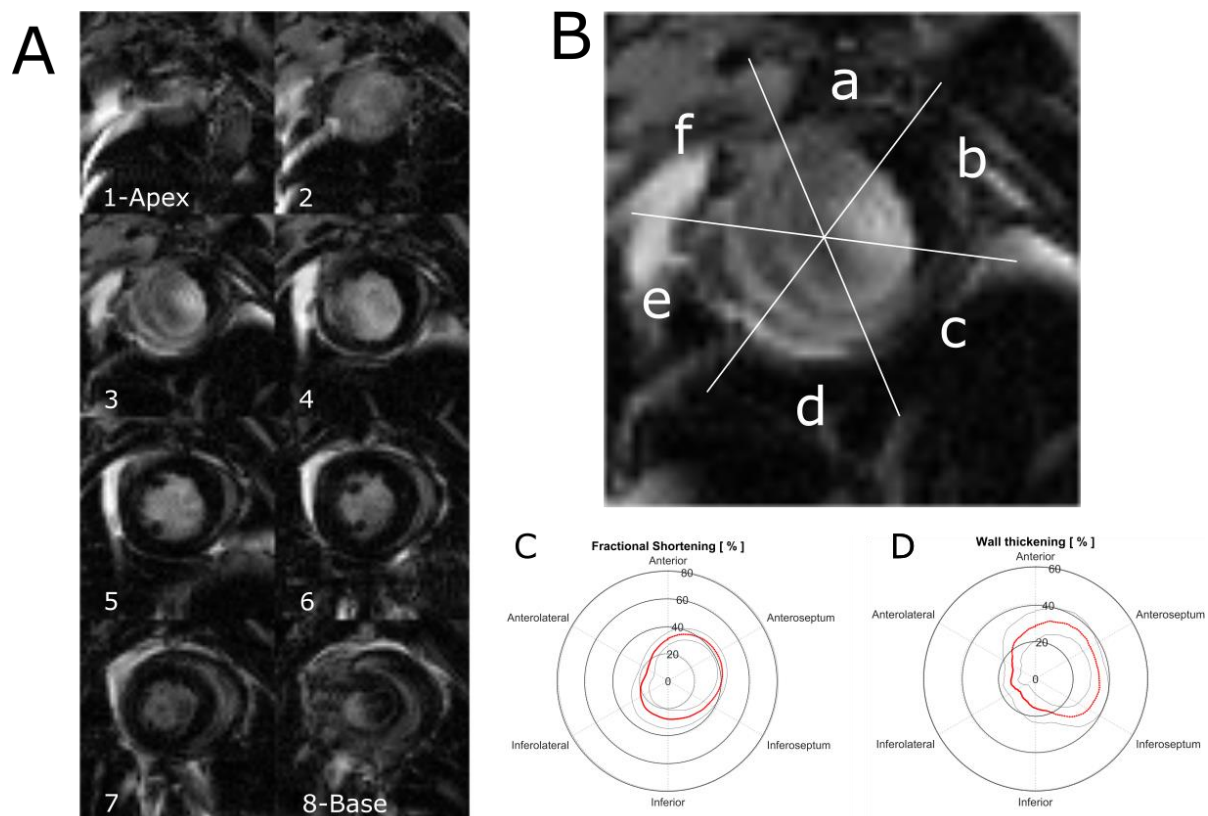 A
1-Apex
2
3
4
5
6
7
8-Base
B
a
b
c
d
e
f
C
Fractional Shortening [ % ]
Anterior
80
60
40
20
0
Anterolateral
Anteroseptum
Inferolateral
Inferoseptum
Inferior
D
Wall thickening [ % ]
Anterior
60
40
20
0
Anterolateral
Anteroseptum
Inferolateral
Inferoseptum
Inferior